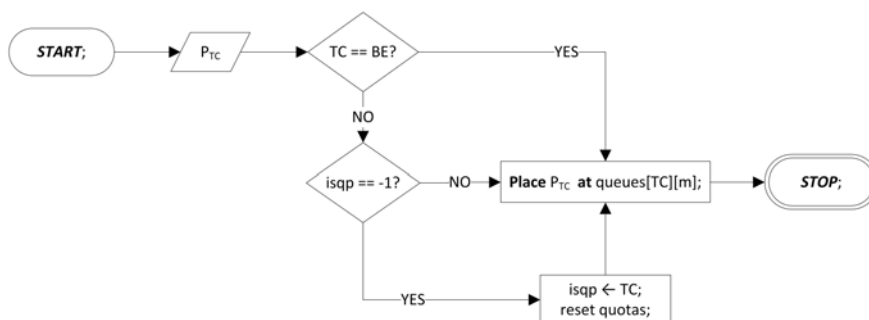 START;
P_TC
TC == BE?
YES
NO
isqp == -1?
NO
Place P_TC at queues[TC][m];
STOP;
YES
isqp ← TC;
reset quotas;